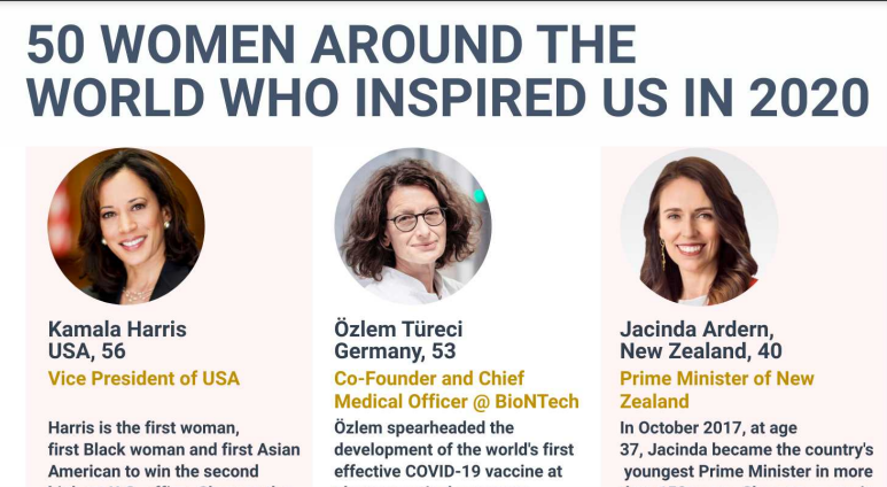 50 WOMEN AROUND THE
WORLD WHO INSPIRED US IN 2020
Kamala Harris
USA, 56
Vice President of USA
Harris is the first woman,
first Black woman and first Asian
American to win the second
Özlem Türeci
Germany, 53
Co-Founder and Chief
Medical Officer @ BioNTech
Özlem spearheaded the
development of the world's first
effective COVID-19 vaccine at
Jacinda Ardern,
New Zealand, 40
Prime Minister of New
Zealand
In October 2017, at age
37, Jacinda became the country's
youngest Prime Minister in more